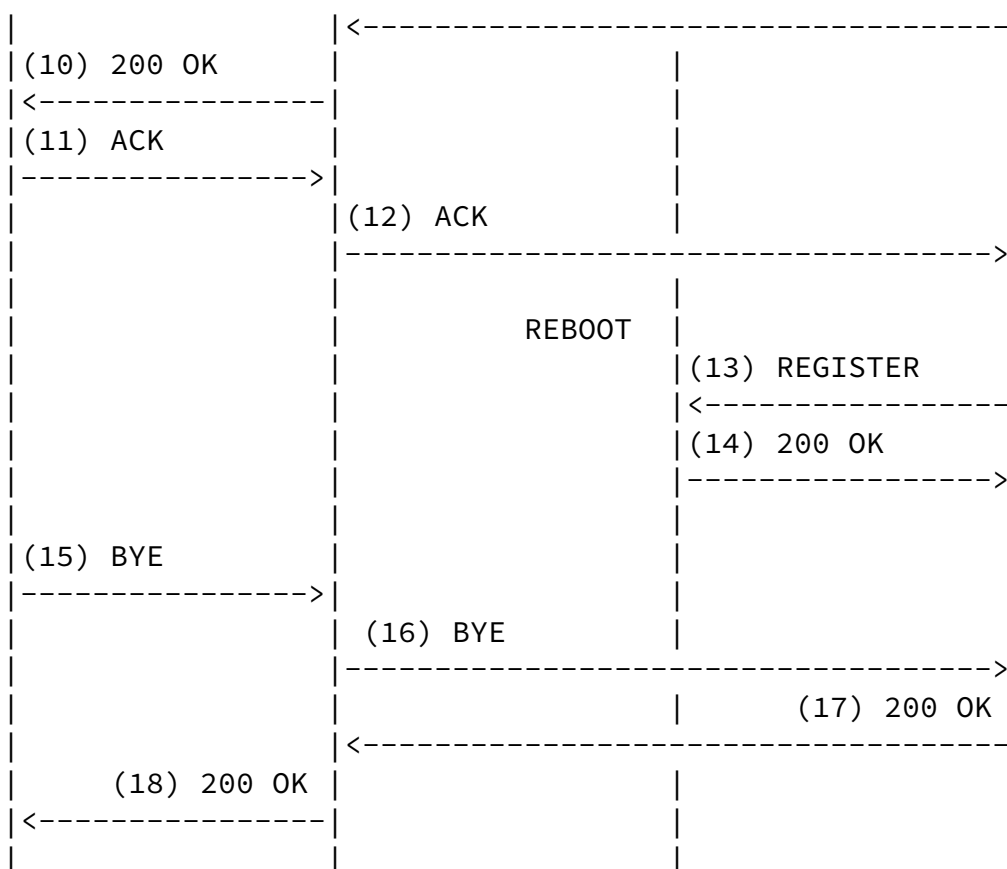 (10) 200 OK
(11) ACK
(12) ACK
REBOOT
(13) REGISTER
(14) 200 OK
(15) BYE
(16) BYE
(17) 200 OK
(18) 200 OK